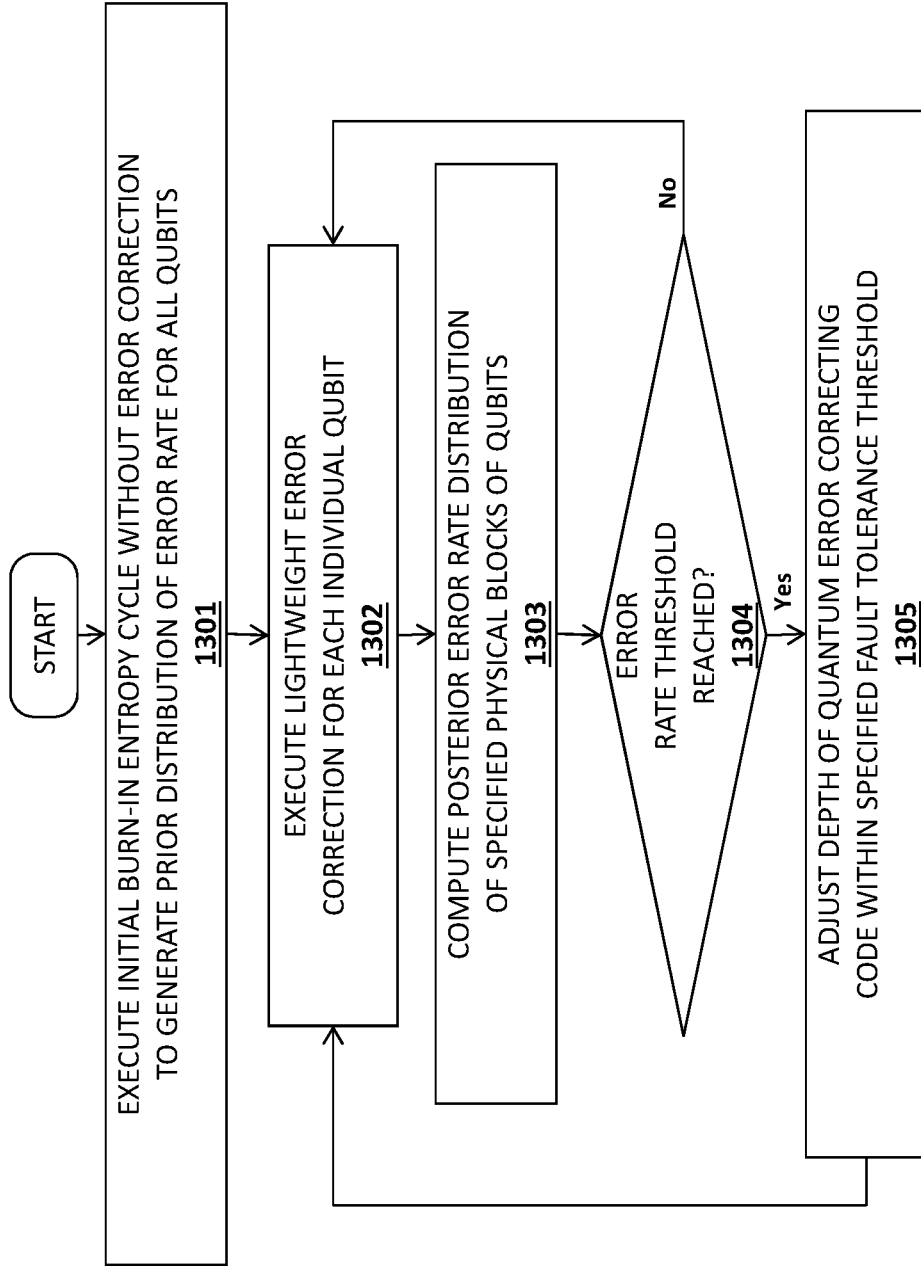 START
EXECUTE INITIAL BURN-IN ENTROPY CYCLE WITHOUT ERROR CORRECTION
TO GENERATE PRIOR DISTRIBUTION OF ERROR RATE FOR ALL QUBITS
1301
EXECUTE LIGHTWEIGHT ERROR
CORRECTION FOR EACH INDIVIDUAL QUBIT
1302
COMPUTE POSTERIOR ERROR RATE DISTRIBUTION
OF SPECIFIED PHYSICAL BLOCKS OF QUBITS
1303
ERROR
RATE THRESHOLD
REACHED?
1304
No
Yes
ADJUST DEPTH OF QUANTUM ERROR CORRECTING
CODE WITHIN SPECIFIED FAULT TOLERANCE THRESHOLD
1305